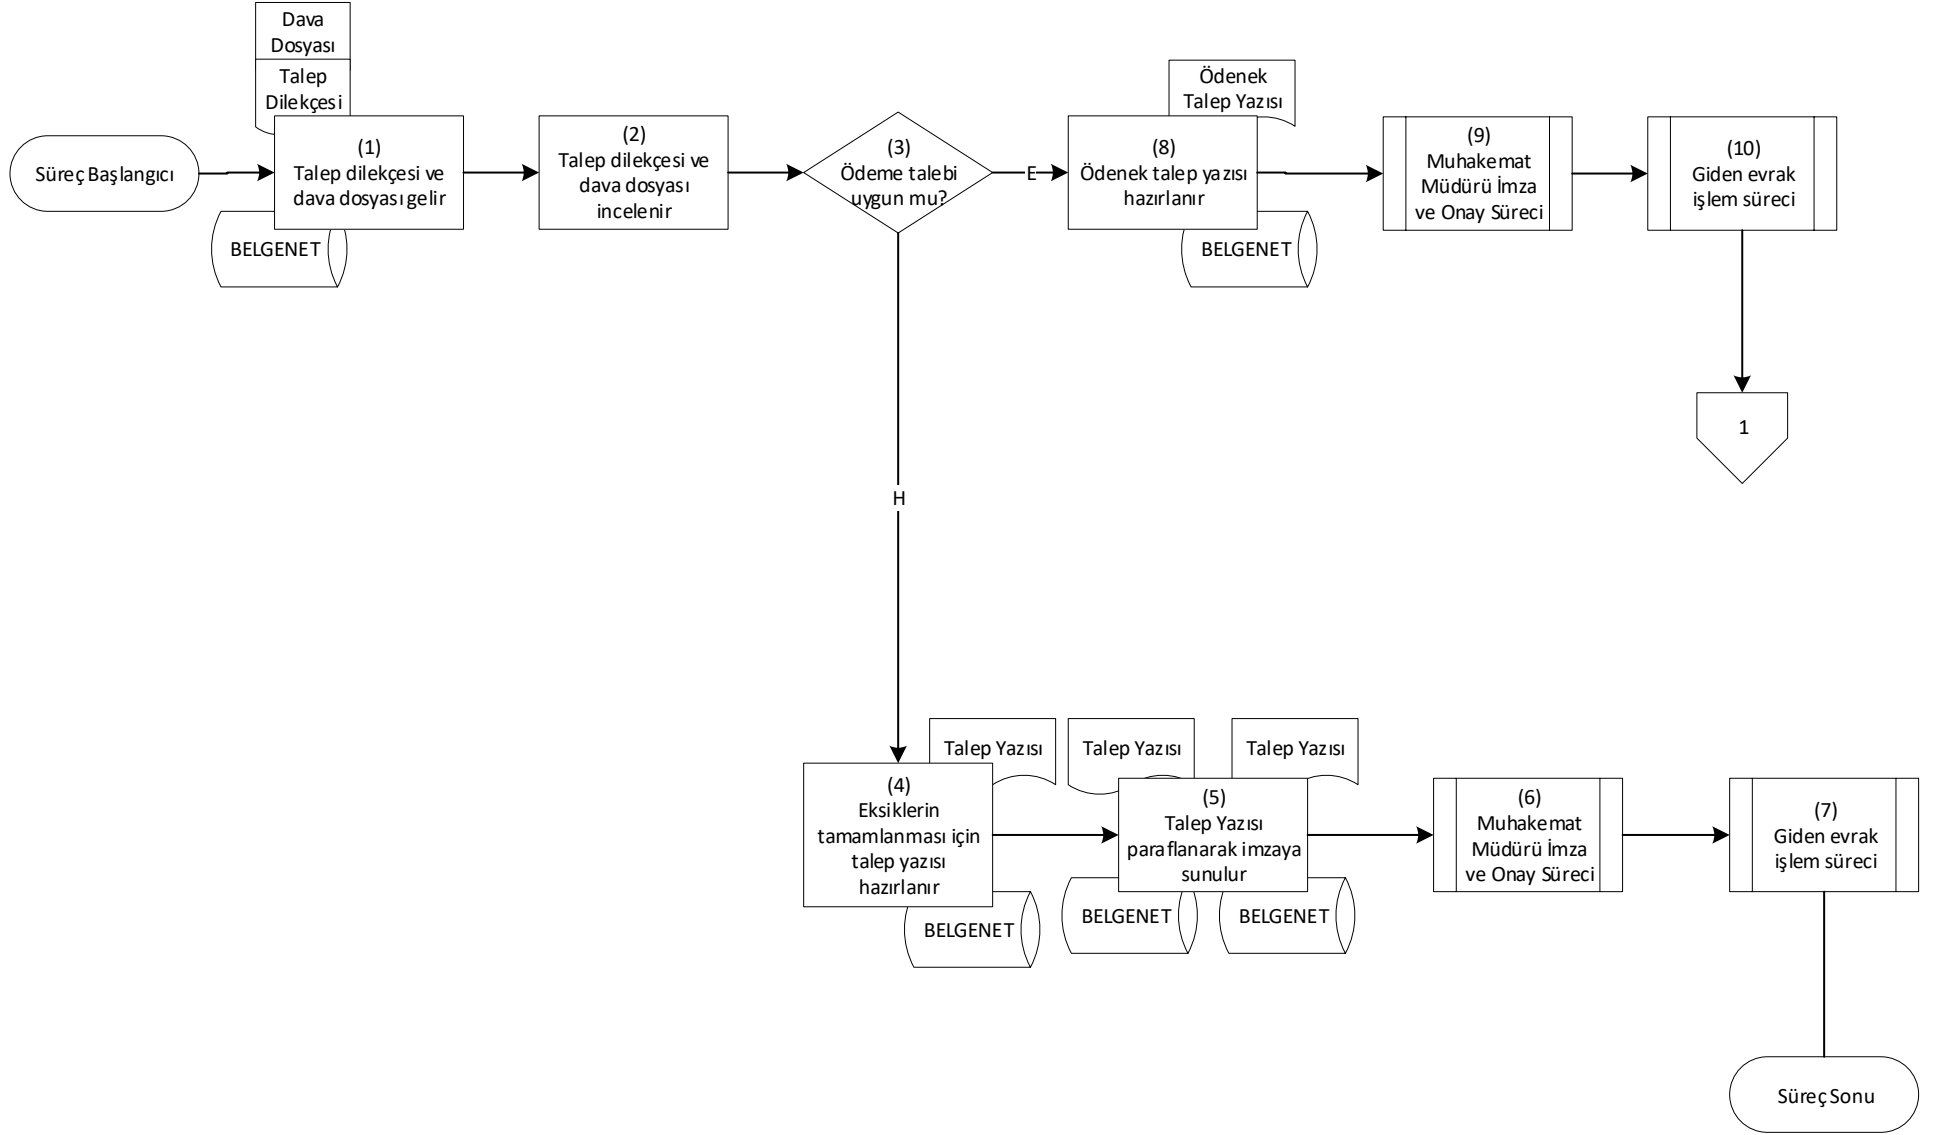 Dava
Dosyası
Talep
Dilekçesi
Süreç Başlangıcı
(1)
Talep dilekçesi ve
dava dosyası gelir
BELGENET
(2)
Talep dilekçesi ve
dava dosyası
incelenir
(3)
Ödeme talebi
uygun mu?
E
Ödenek
Talep Yazısı
(8)
Ödenek talep yazısı
hazırlanır
BELGENET
(9)
Muhakemat
Müdürü İmza
ve Onay Süreci
(10)
Giden evrak
işlem süreci
1
H
Talep Yazısı
(4)
Eksiklerin
tamamlanması için
talep yazısı
hazırlanır
BELGENET
Talep Yazısı
Talep Yazısı
(5)
Talep Yazısı
paraflanarak imzaya
sunulur
BELGENET
BELGENET
(6)
Muhakemat
Müdürü İmza
ve Onay Süreci
(7)
Giden evrak
işlem süreci
Süreç Sonu